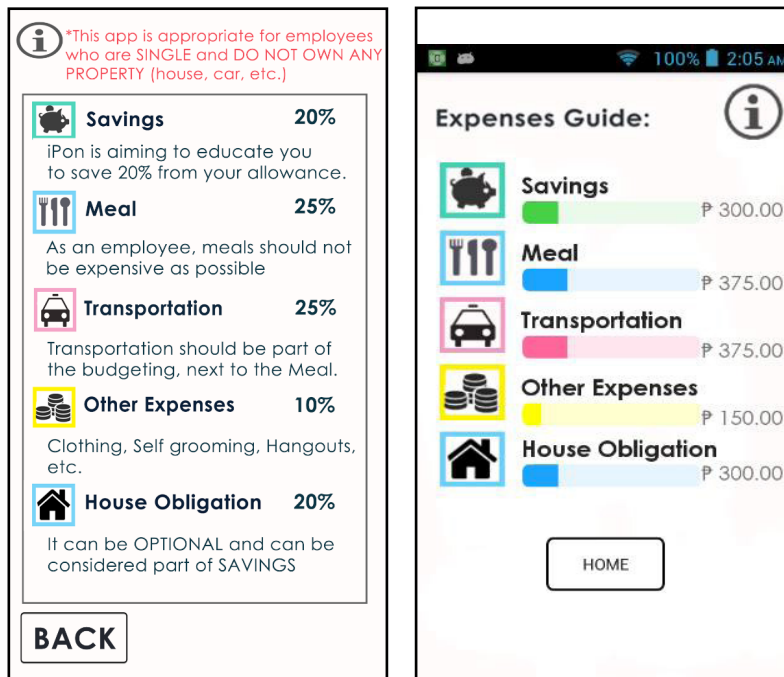 *This app is appropriate for employees
who are SINGLE and DO NOT OWN ANY
PROPERTY (house, car, etc.)
Savings 20%
iPon is aiming to educate you
to save 20% from your allowance.
Meal 25%
As an employee, meals should not
be expensive as possible
Transportation 25%
Transportation should be part of
the budgeting, next to the Meal.
Other Expenses 10%
Clothing, Self grooming, Hangouts,
etc.
House Obligation 20%
It can be OPTIONAL and can be
considered part of SAVINGS
BACK
100% 2:05 AM
Expenses Guide:
Savings
₱ 300.00
Meal
₱ 375.00
Transportation
₱ 375.00
Other Expenses
₱ 150.00
House Obligation
₱ 300.00
HOME